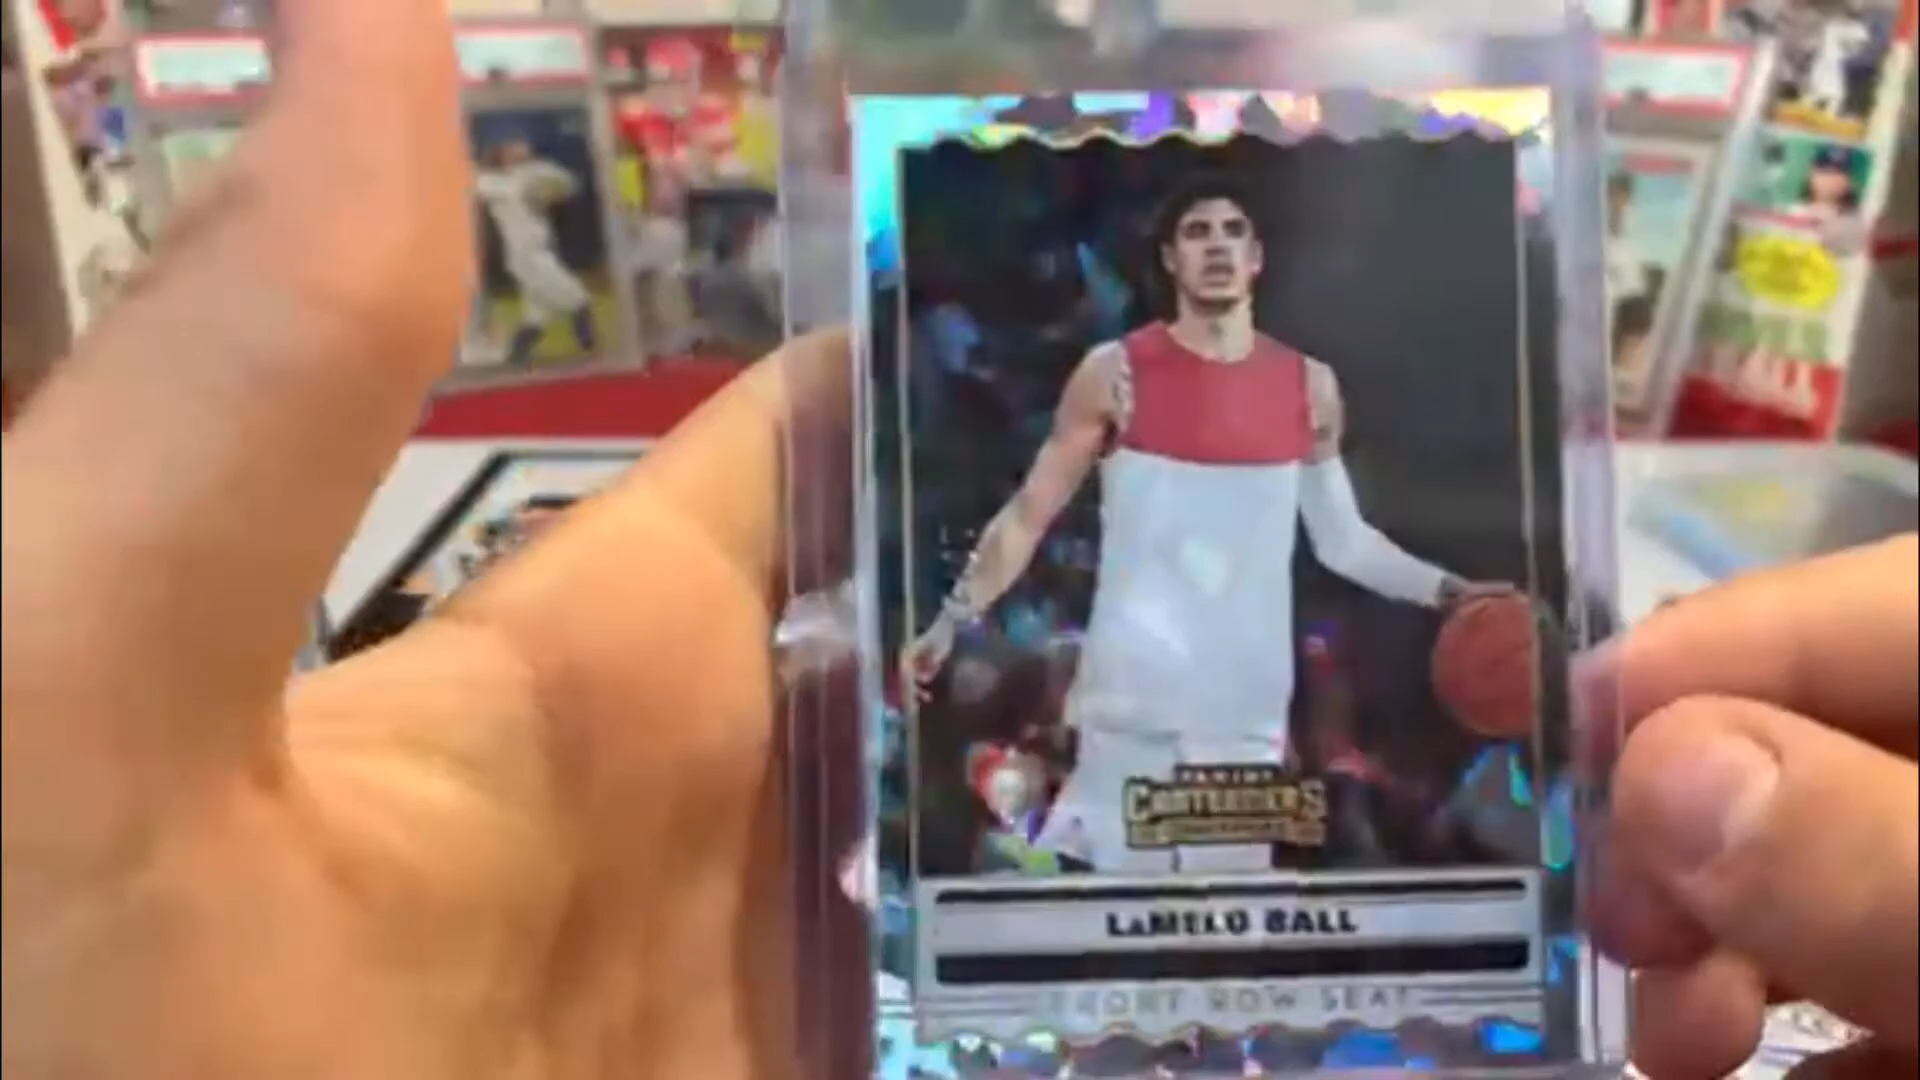 PANINI
CONTENDERS
LaMELO BALL
FRONT ROW SEAT